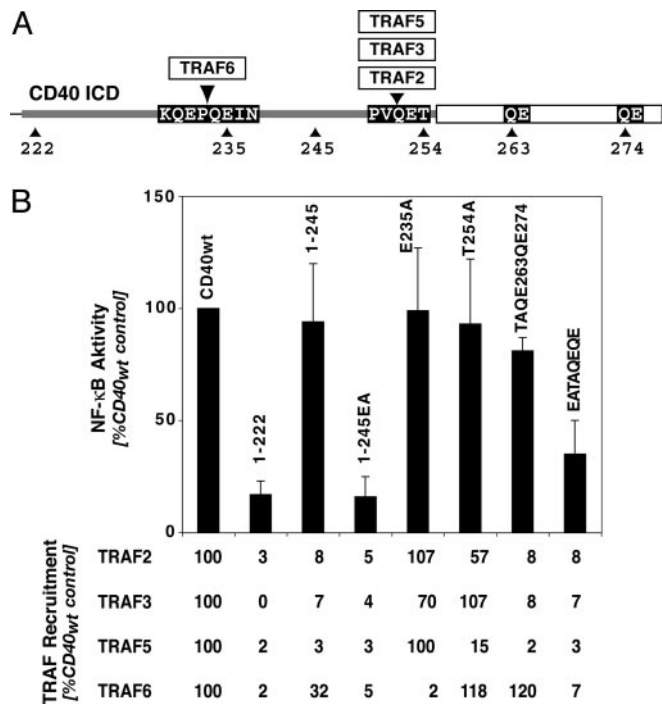 A
TRAF5
TRAF3
TRAF6 TRAF2
CD40 ICD
KQEPQEIN PVQET QE QE
222 235 245 254 263 274
B
NF-κB Aktivity
[%CD40wt control]
150
100
50
0
CD40wt
1-222
1-245
1-245EA
E235A
T254A
TAQE263QE274
EATAQEQE
TRAF Recruitment
[%CD40wt control]
TRAF2 100 3 8 5 107 57 8 8
TRAF3 100 0 7 4 70 107 8 7
TRAF5 100 2 3 3 100 15 2 3
TRAF6 100 2 32 5 2 118 120 7